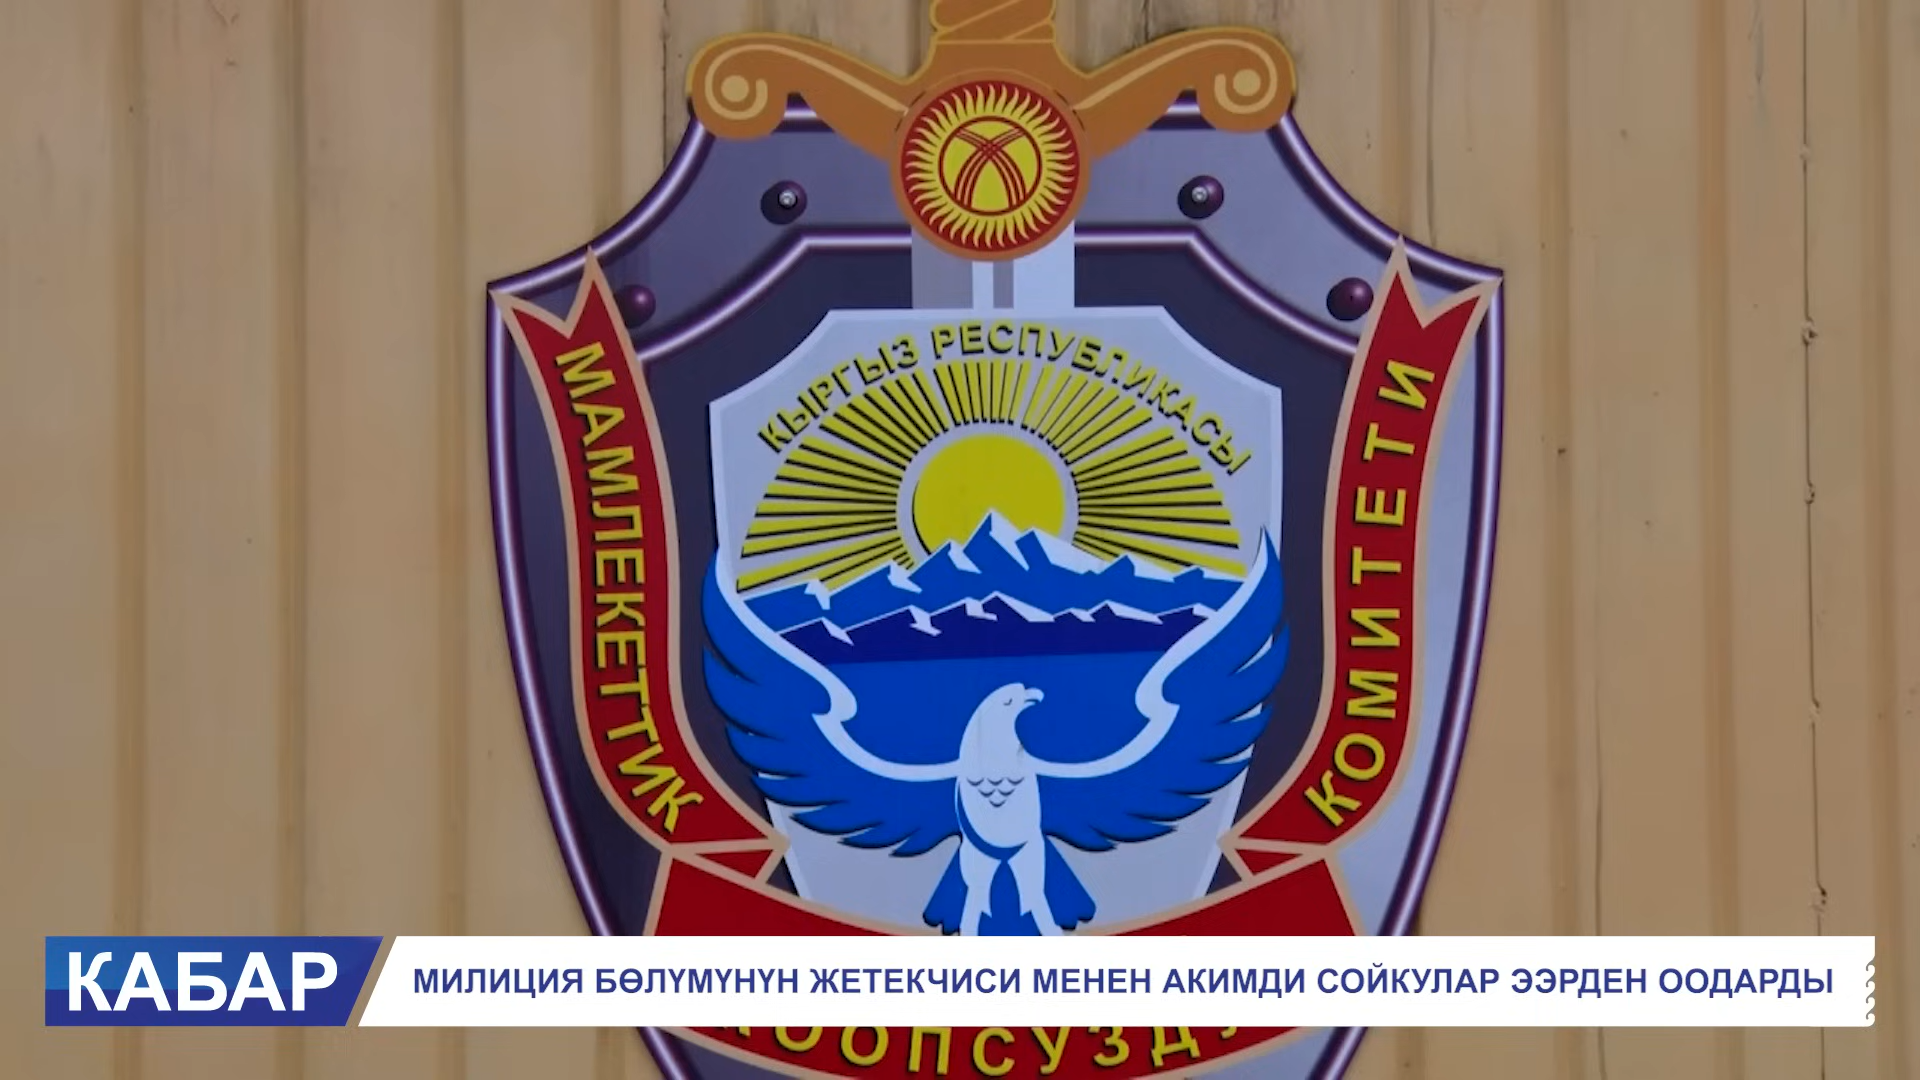 КЫРГЫЗ РЕСПУБЛИКАСЫ
МАМЛЕКЕТТИК
КОМИТЕТИ
КАБАР
МИЛИЦИЯ БӨЛҮМҮНҮН ЖЕТЕКЧИСИ МЕНЕН АКИМДИ СОЙКУЛАР ЭЭРДЕН ООДАРДЫ